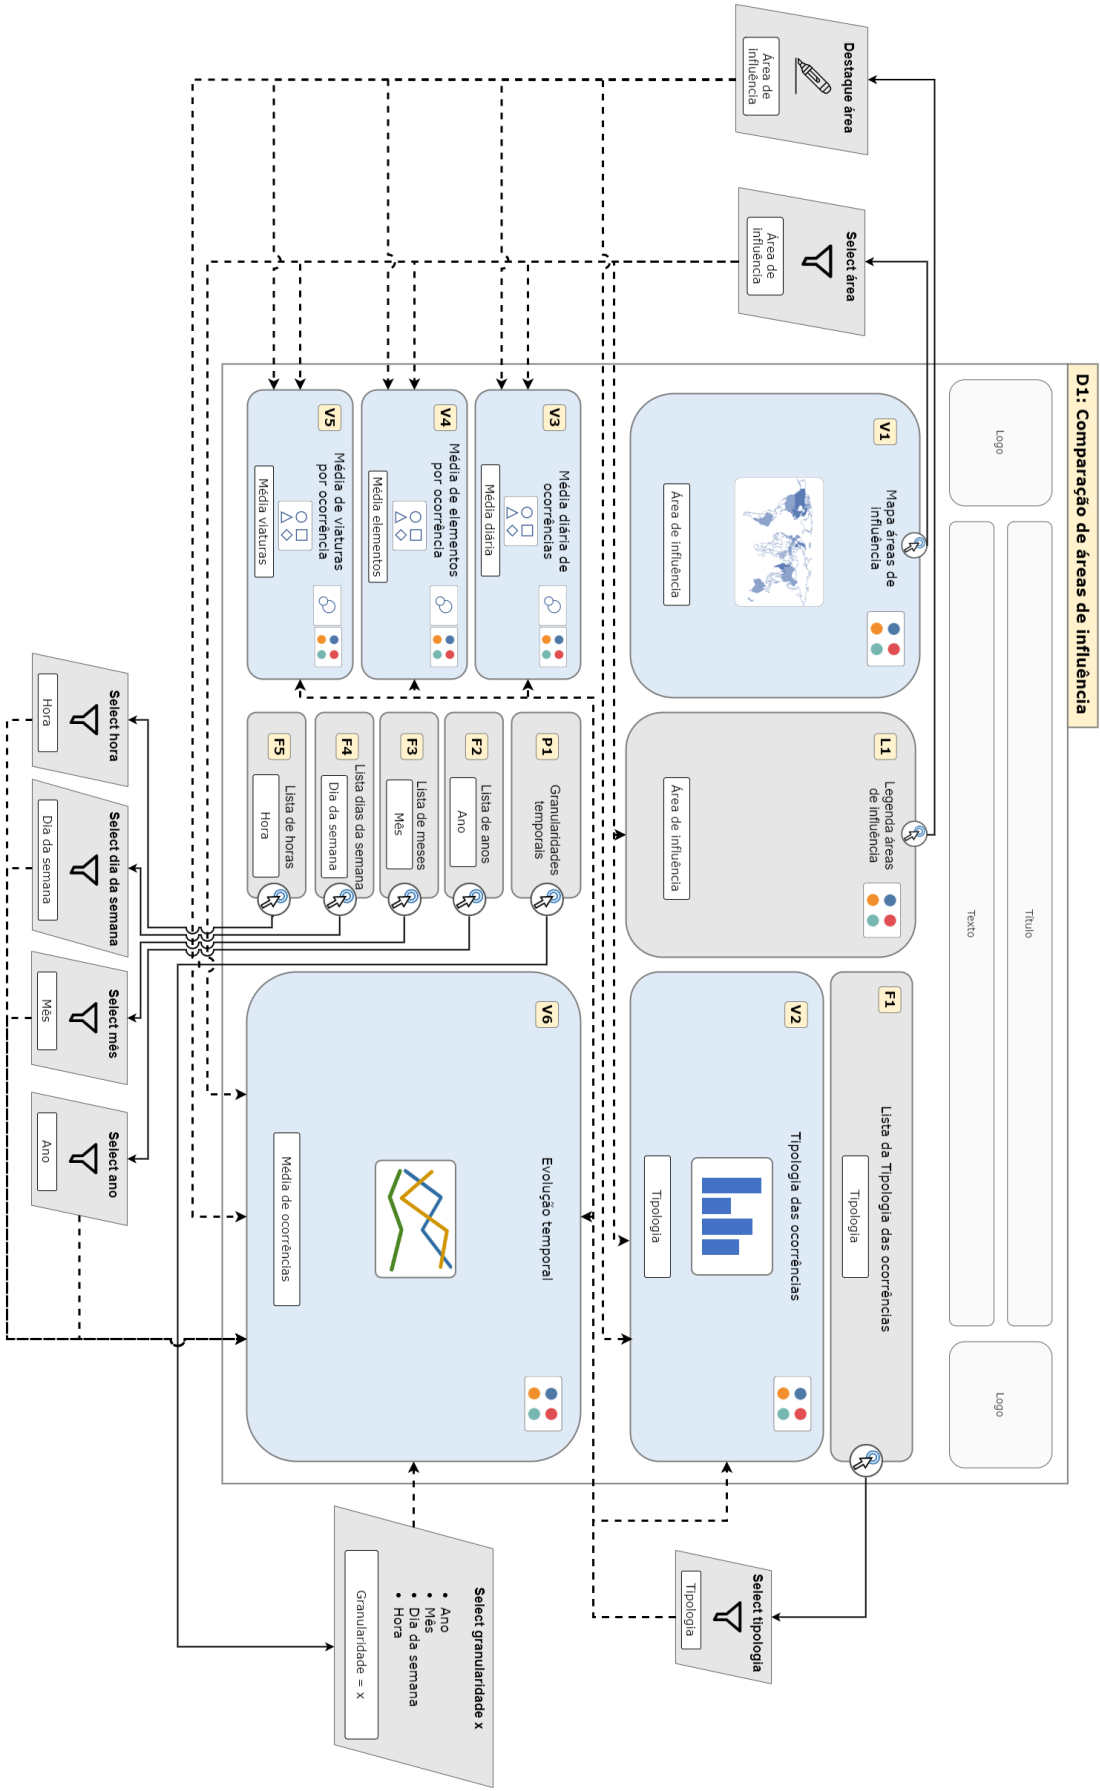 D1: Comparação de áreas de influência
Logo
Título
Texto
Logo
Destaque área
Área de
influência
Select área
Área de
influência
V1
Mapa áreas de
influência
Área de influência
L1
Legenda áreas
de influência
Área de influência
F1
Lista da Tipologia das ocorrências
Tipologia
V2
Tipologia das ocorrências
Tipologia
Select tipologia
Tipologia
V3
Média diária de
ocorrências
Média diária
V4
Média de elementos
por ocorrência
Média elementos
V5
Média de viaturas
por ocorrência
Média viaturas
P1
Granularidades
temporais
F2
Lista de anos
Ano
F3
Lista de meses
Mês
F4
Lista dias da semana
Dia da semana
F5
Lista de horas
Hora
V6
Evolução temporal
Média de ocorrências
Select granularidade x
• Ano
• Mês
• Dia da semana
• Hora
Granularidade = x
Select hora
Hora
Select dia da semana
Dia da semana
Select mês
Mês
Select ano
Ano